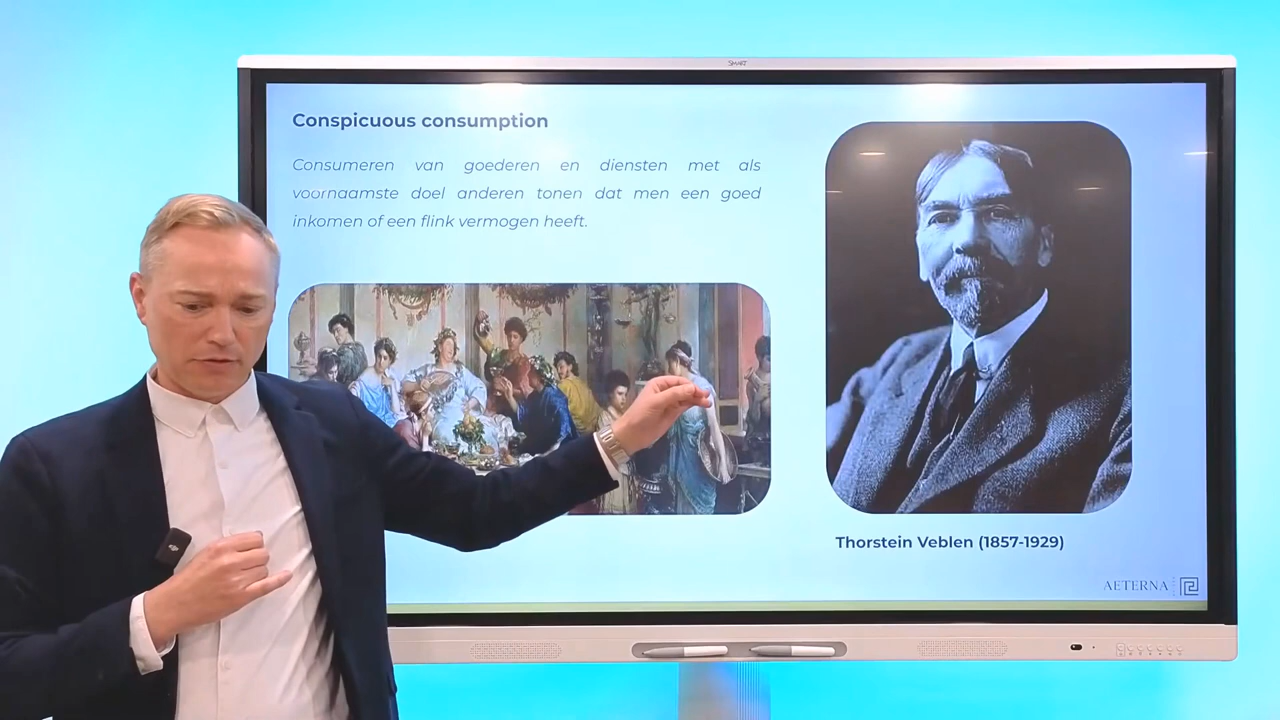 SMART
Conspicuous consumption
Consumeren van goederen en diensten met als
voornaamste doel anderen tonen dat men een goed
inkomen of een flink vermogen heeft.
Thorstein Veblen (1857-1929)
AETERNA